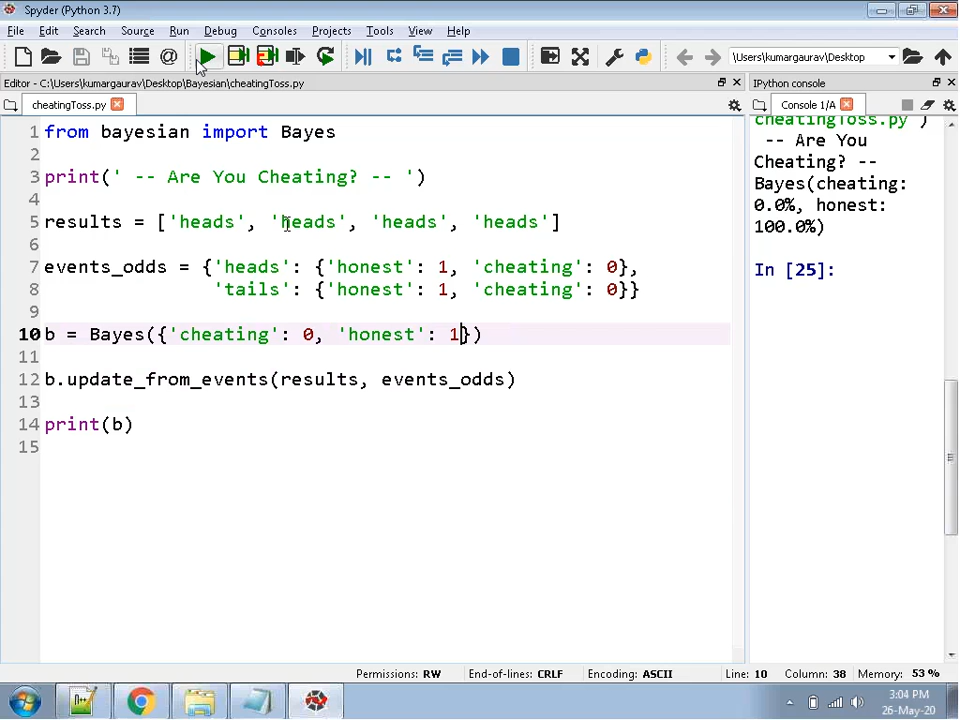 Spyder (Python 3.7)
File Edit Search Source Run Debug Consoles Projects Tools View Help
\Users\kumargaurav\Desktop
Editor - C:\Users\kumargaurav\Desktop\Bayesian\cheatingToss.py
IPython console
cheatingToss.py
Console 1/A
1 from bayesian import Bayes
2
3 print(' -- Are You Cheating? -- ')
4
5 results = ['heads', 'heads', 'heads', 'heads']
6
7 events_odds = {'heads': {'honest': 1, 'cheating': 0},
8 'tails': {'honest': 1, 'cheating': 0}}
9
10 b = Bayes({'cheating': 0, 'honest': 1})
11
12 b.update_from_events(results, events_odds)
13
14 print(b)
15
cheatingToss.py')
-- Are You
Cheating? --
Bayes(cheating:
0.0%, honest:
100.0%)
In [25]:
Permissions: RW End-of-lines: CRLF Encoding: ASCII Line: 10 Column: 38 Memory: 53 %
3:04 PM
26-May-20